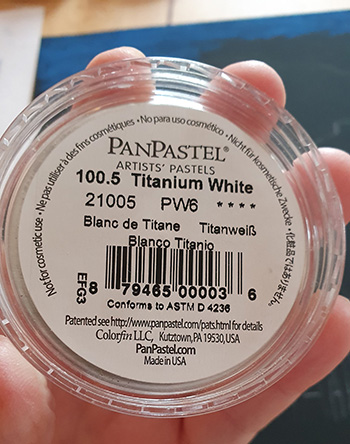 Ne pas utiliser à des fins cosmétiques • No para uso cosmético • Nicht für kosmetische Zwecke • 化粧品ではありません。
Not for cosmetic use •
PANPASTEL®
ARTISTS' PASTELS
100.5 Titanium White
21005 PW6 ****
Blanc de Titane Titanweiß
Blanco Titanio
EFG3
8 79465 00003 6
Conforms to ASTM D 4236
Patented see http://www.panpastel.com/pats.html for details
Colorfin LLC, Kutztown, PA 19530, USA
PanPastel.com
Made in USA